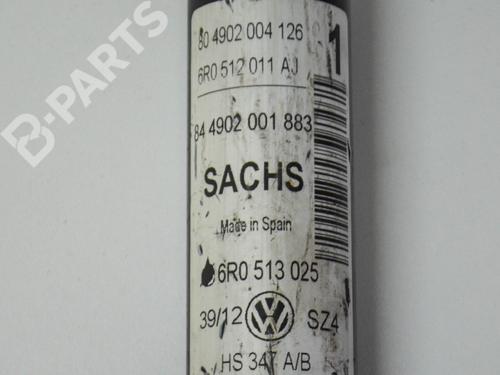 80 4902 004 126
1
6R0 512 011 AJ
84 4902 001 883
SACHS
Made in Spain
6R0 513 025
39/12 SZ4
HS 347 A/B
B-PARTS